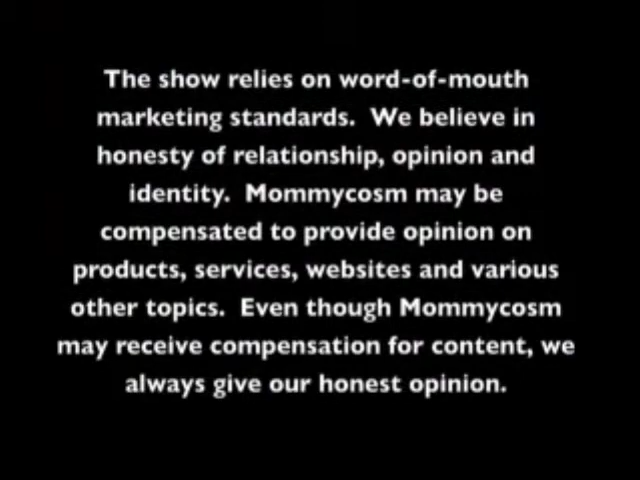 The show relies on word-of-mouth
marketing standards.  We believe in
honesty of relationship, opinion and
identity.  Mommycosm may be
compensated to provide opinion on
products, services, websites and various
other topics.  Even though Mommycosm
may receive compensation for content, we
always give our honest opinion.